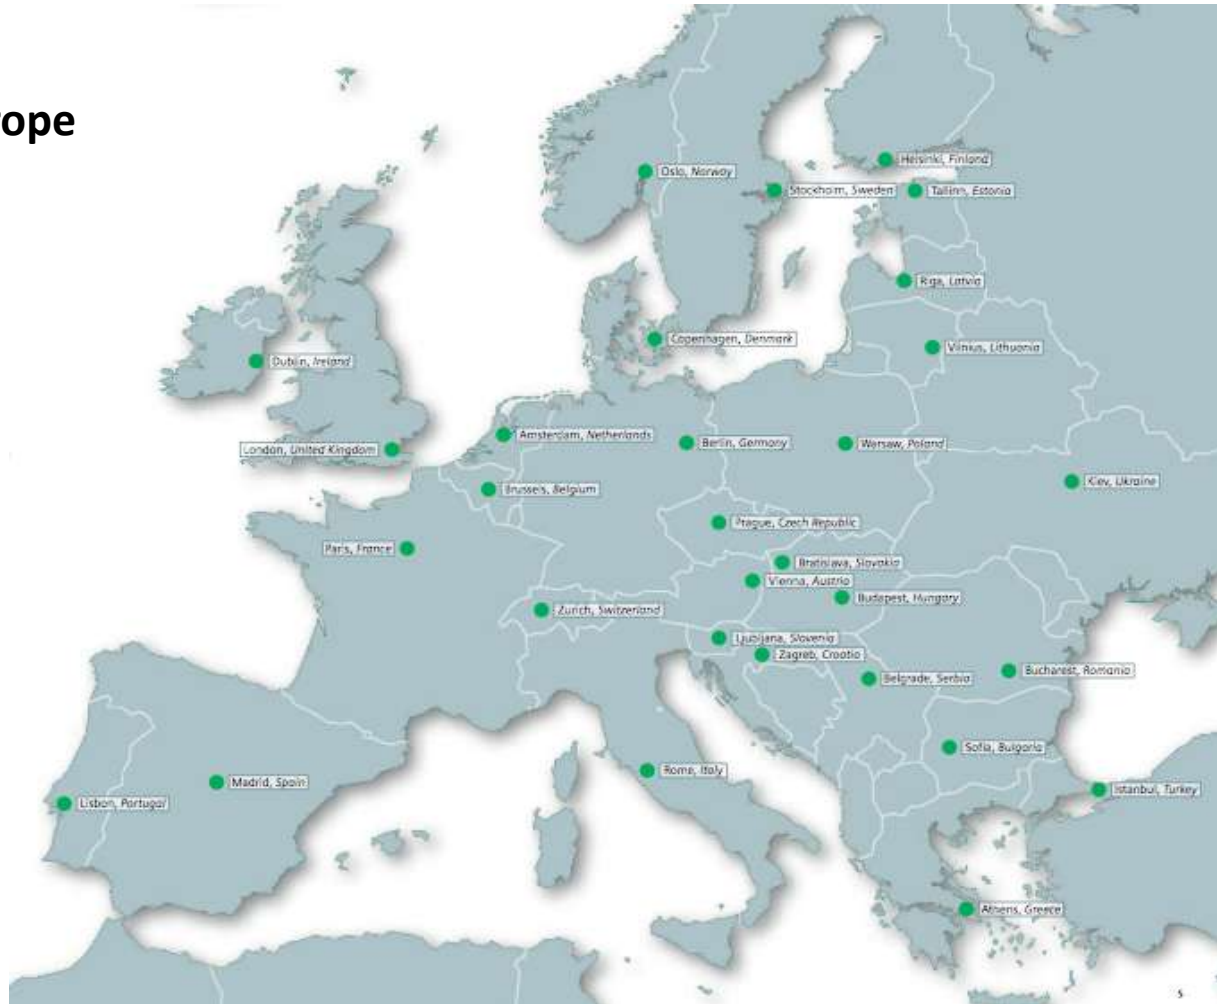 ope
Helsinki, Finland
Oslo, Norway
Stockholm, Sweden
Tallinn, Estonia
Riga, Latvia
Copenhagen, Denmark
Vilnius, Lithuania
Dublin, Ireland
Amsterdam, Netherlands
Berlin, Germany
Warsaw, Poland
London, United Kingdom
Kiev, Ukraine
Brussels, Belgium
Prague, Czech Republic
Paris, France
Bratislava, Slovakia
Vienna, Austria
Budapest, Hungary
Zurich, Switzerland
Ljubljana, Slovenia
Zagreb, Croatia
Bucharest, Romania
Belgrade, Serbia
Sofia, Bulgaria
Rome, Italy
Madrid, Spain
Istanbul, Turkey
Lisbon, Portugal
Athens, Greece
5